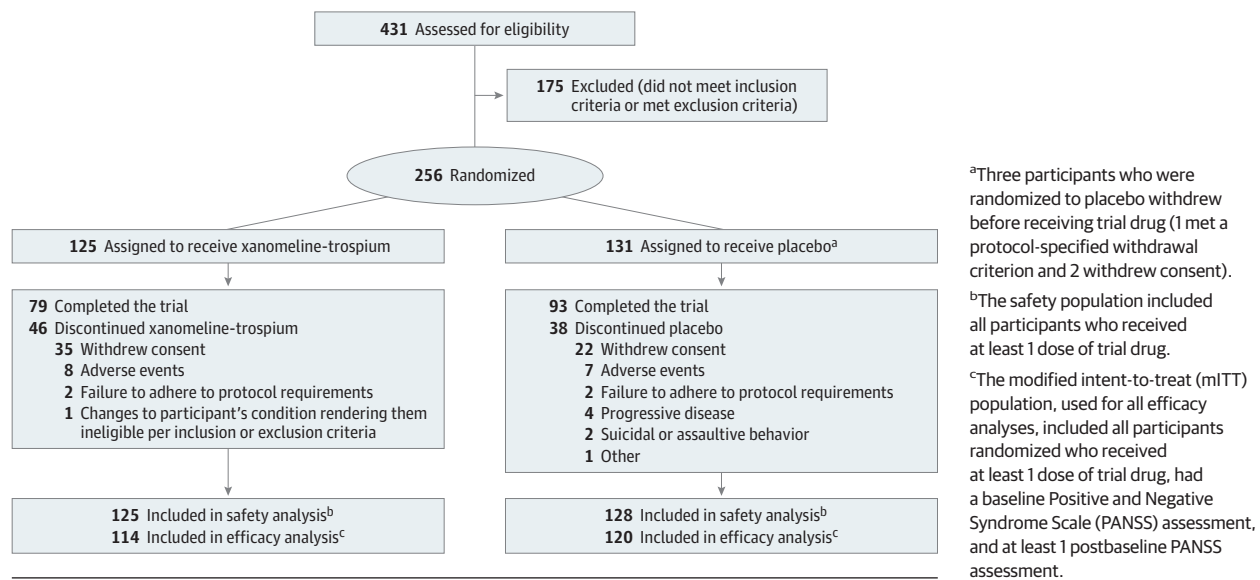 431 Assessed for eligibility
175 Excluded (did not meet inclusion
criteria or met exclusion criteria)
256 Randomized
125 Assigned to receive xanomeline-trospium
79 Completed the trial
46 Discontinued xanomeline-trospium
35 Withdrew consent
8 Adverse events
2 Failure to adhere to protocol requirements
1 Changes to participant's condition rendering them
ineligible per inclusion or exclusion criteria
125 Included in safety analysisb
114 Included in efficacy analysisc
131 Assigned to receive placeboa
93 Completed the trial
38 Discontinued placebo
22 Withdrew consent
7 Adverse events
2 Failure to adhere to protocol requirements
4 Progressive disease
2 Suicidal or assaultive behavior
1 Other
128 Included in safety analysisb
120 Included in efficacy analysisc
aThree participants who were
randomized to placebo withdrew
before receiving trial drug (1 met a
protocol-specified withdrawal
criterion and 2 withdrew consent).
bThe safety population included
all participants who received
at least 1 dose of trial drug.
cThe modified intent-to-treat (mITT)
population, used for all efficacy
analyses, included all participants
randomized who received
at least 1 dose of trial drug, had
a baseline Positive and Negative
Syndrome Scale (PANSS) assessment,
and at least 1 postbaseline PANSS
assessment.